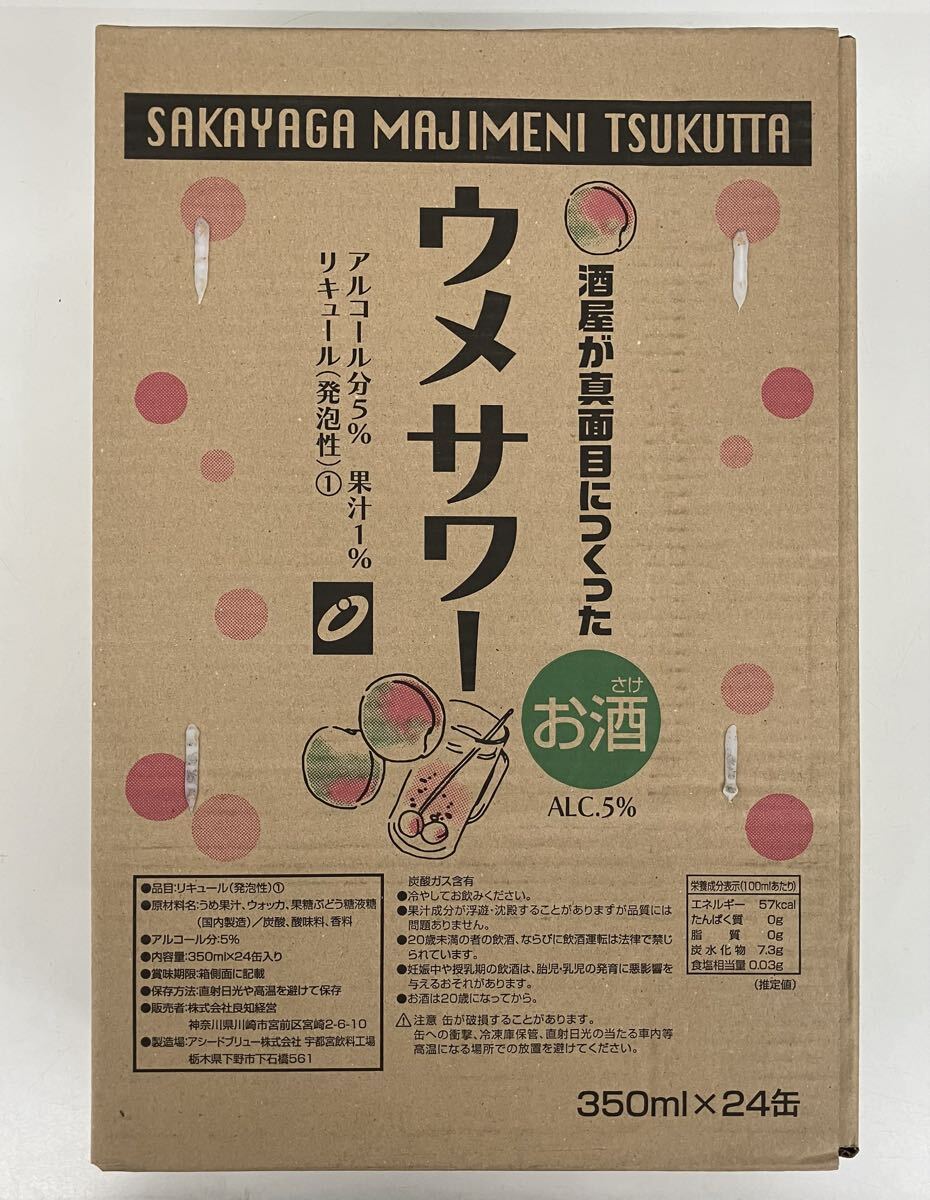 SAKAYAGA MAJIMENI TSUKUTTA
酒屋が真面目につくった
ウメサワー
アルコール分5% 果汁1%
リキュール(発泡性)①
さけ
お酒
ALC.5%
●品目:リキュール(発泡性)①
●原材料名:うめ果汁、ウォッカ、果糖ぶどう糖液糖
(国内製造)/炭酸、酸味料、香料
●アルコール分:5%
●内容量:350ml×24缶入り
●賞味期限:箱側面に記載
●保存方法:直射日光や高温を避けて保存
●販売者:株式会社良知経営
神奈川県川崎市宮前区宮崎2-6-10
●製造場:アシードブリュー株式会社 宇都宮飲料工場
栃木県下野市下石橋561
炭酸ガス含有
●冷やしてお飲みください。
●果汁成分が浮遊・沈殿することがありますが品質には
問題ありません。
●20歳未満の者の飲酒、ならびに飲酒運転は法律で禁じ
られています。
●妊娠中や授乳期の飲酒は、胎児・乳児の発育に悪影響を
与えるおそれがあります。
●お酒は20歳になってから。
⚠注意 缶が破損することがあります。
缶への衝撃、冷凍庫保管、直射日光の当たる車内等
高温になる場所での放置を避けてください。
栄養成分表示(100mlあたり)
エネルギー 57kcal
たんぱく質 0g
脂質 0g
炭水化物 7.3g
食塩相当量 0.03g
(推定値)
350ml×24缶